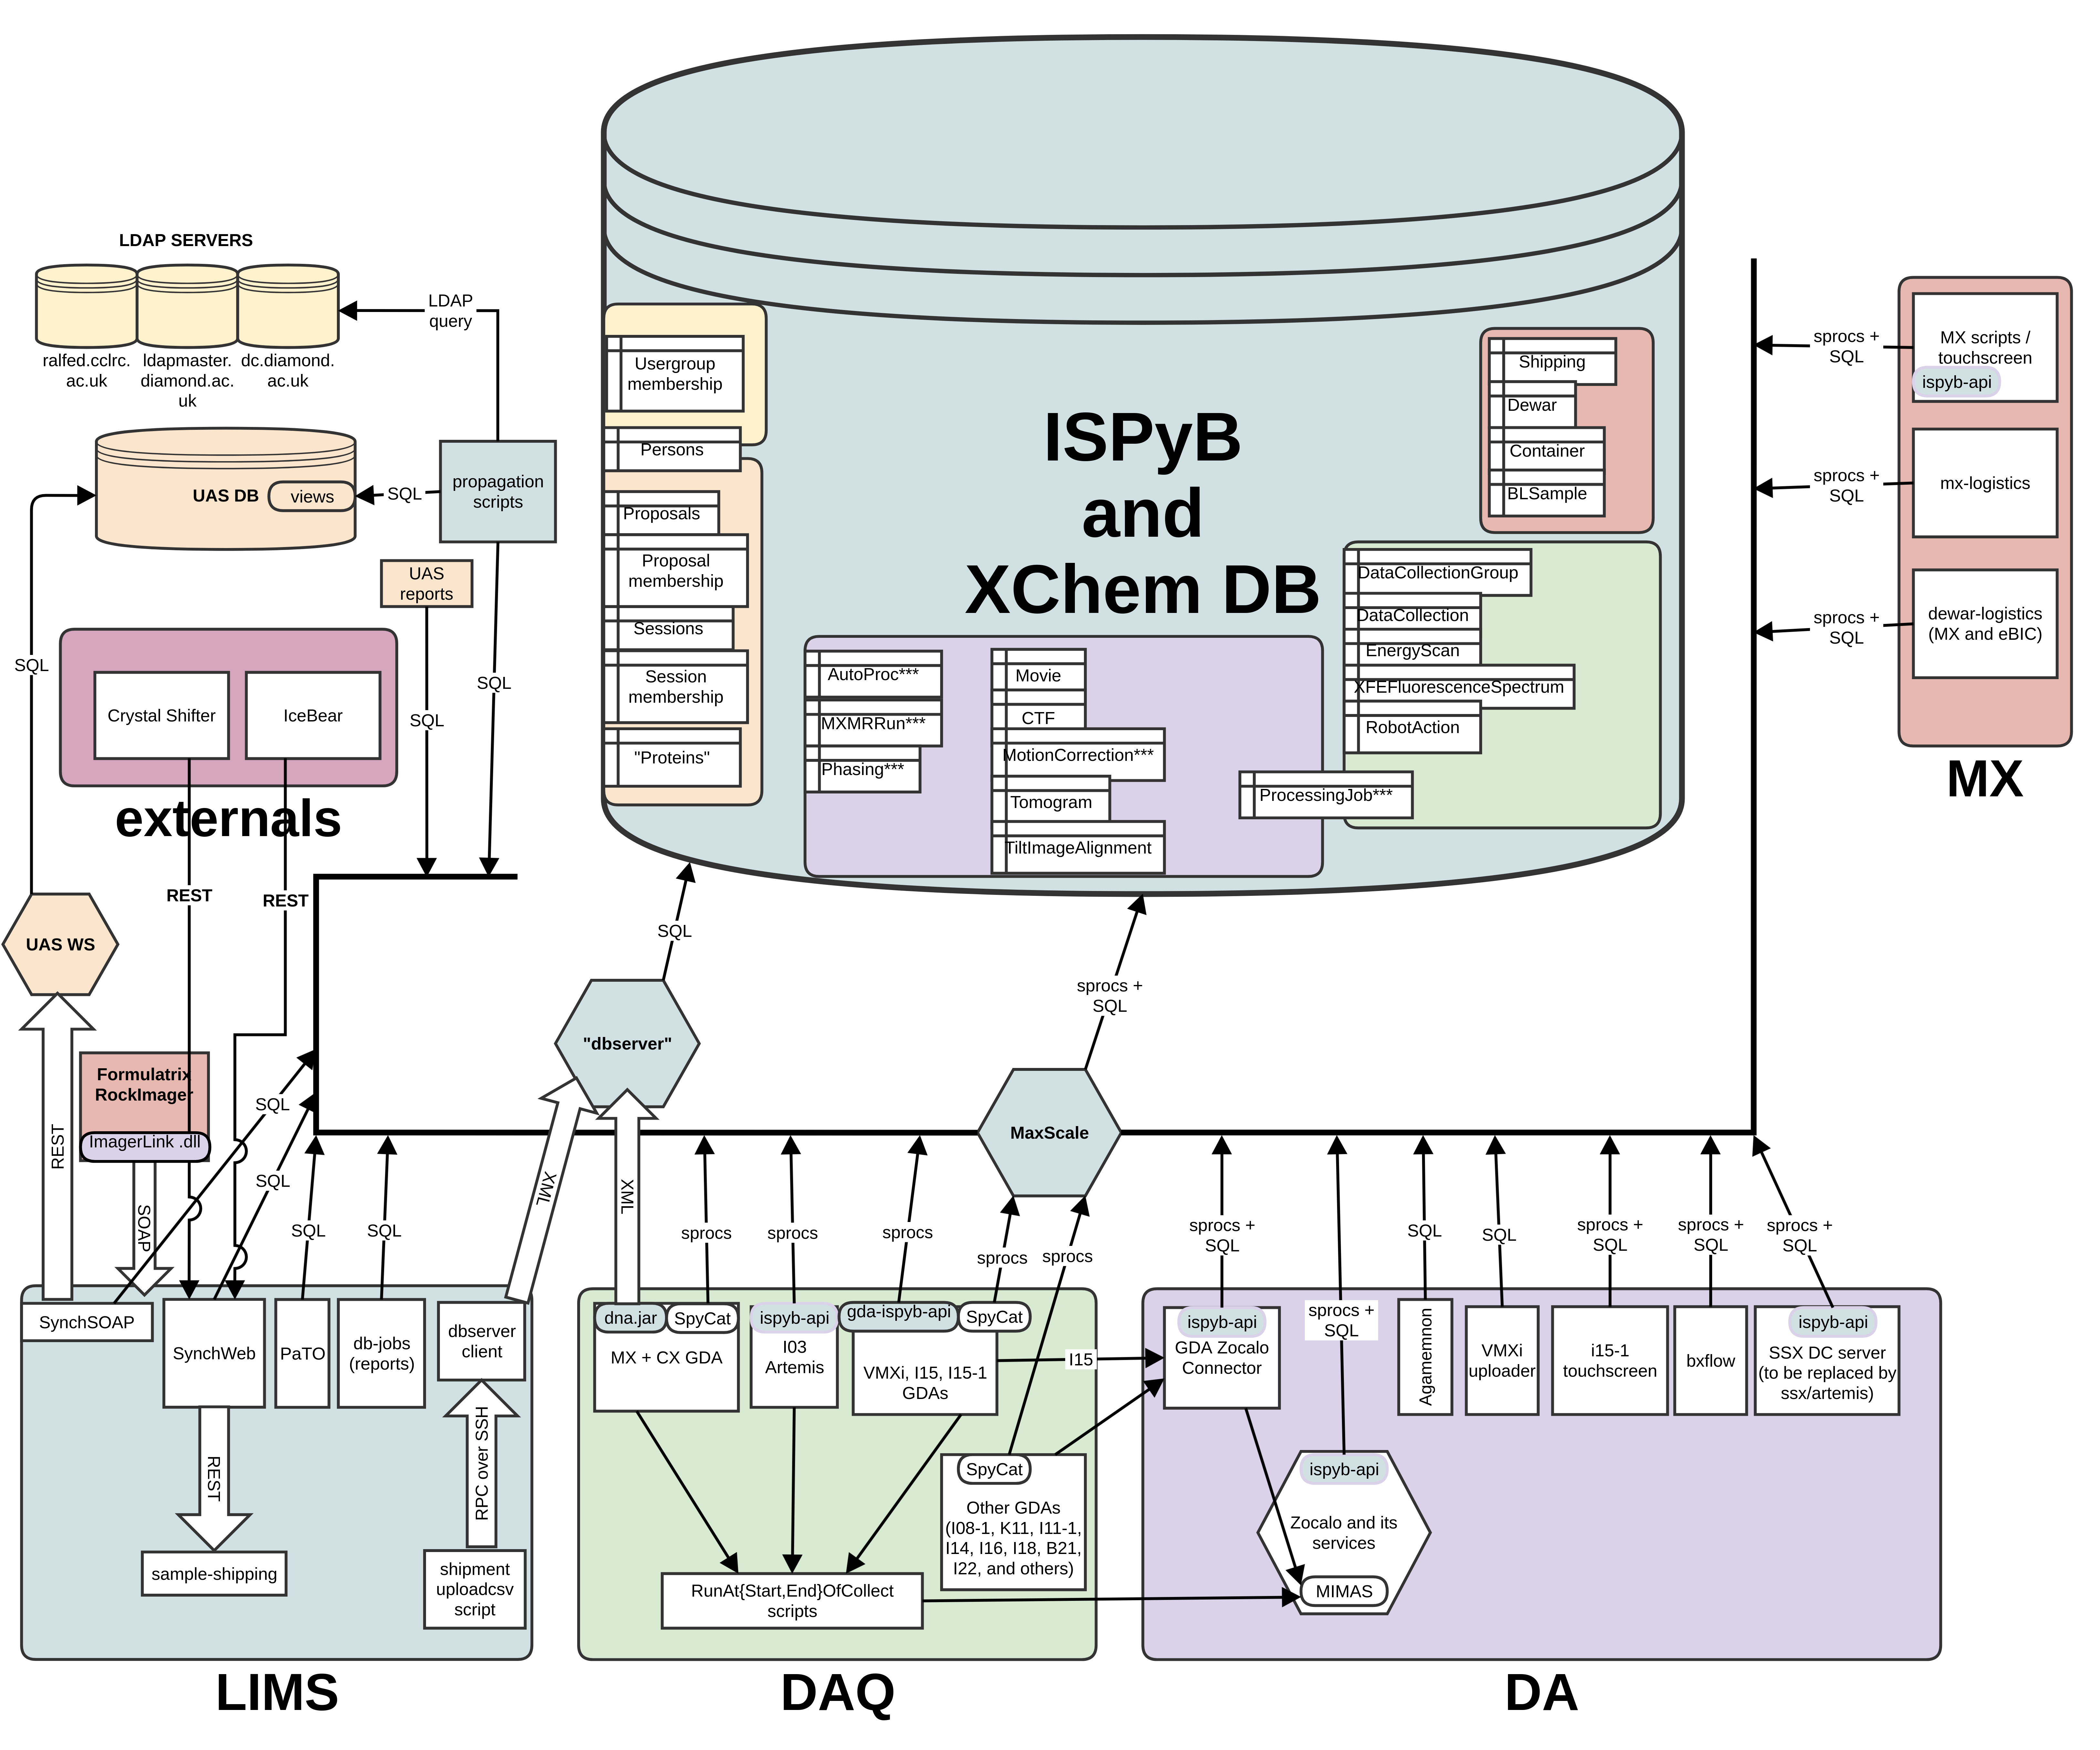 LDAP SERVERS
ralfed.cclrc.
ac.uk
ldapmaster.
diamond.ac.
uk
dc.diamond.
ac.uk
LDAP
query
UAS DB
views
SQL
propagation
scripts
UAS
reports
SQL
SQL
SQL
Crystal Shifter
IceBear
externals
REST
REST
UAS WS
REST
Formulatrix
RockImager
ImagerLink .dll
SOAP
SQL
SQL
SQL
SQL
ISPyB
and
XChem DB
Usergroup
membership
Persons
Proposals
Proposal
membership
Sessions
Session
membership
"Proteins"
AutoProc***
MXMRRun***
Phasing***
Movie
CTF
MotionCorrection***
Tomogram
TiltImageAlignment
Shipping
Dewar
Container
BLSample
DataCollectionGroup
DataCollection
EnergyScan
XFEFluorescenceSpectrum
RobotAction
ProcessingJob***
sprocs +
SQL
MX scripts /
touchscreen
ispyb-api
sprocs +
SQL
mx-logistics
sprocs +
SQL
dewar-logistics
(MX and eBIC)
MX
SQL
"dbserver"
sprocs +
SQL
MaxScale
XML
XML
sprocs
sprocs
sprocs
sprocs
sprocs
sprocs +
SQL
sprocs +
SQL
SQL
SQL
sprocs +
SQL
sprocs +
SQL
sprocs +
SQL
SynchSOAP
SynchWeb
PaTO
db-jobs
(reports)
dbserver
client
REST
RPC over SSH
sample-shipping
shipment
uploadcsv
script
LIMS
dna.jar
SpyCat
MX + CX GDA
ispyb-api
I03
Artemis
gda-ispyb-api
SpyCat
VMXi, I15, I15-1
GDAs
I15
SpyCat
Other GDAs
(I08-1, K11, I11-1,
I14, I16, I18, B21,
I22, and others)
RunAt{Start,End}OfCollect
scripts
DAQ
ispyb-api
GDA Zocalo
Connector
Agamemnon
VMXi
uploader
i15-1
touchscreen
bxflow
ispyb-api
SSX DC server
(to be replaced by
ssx/artemis)
ispyb-api
Zocalo and its
services
MIMAS
DA